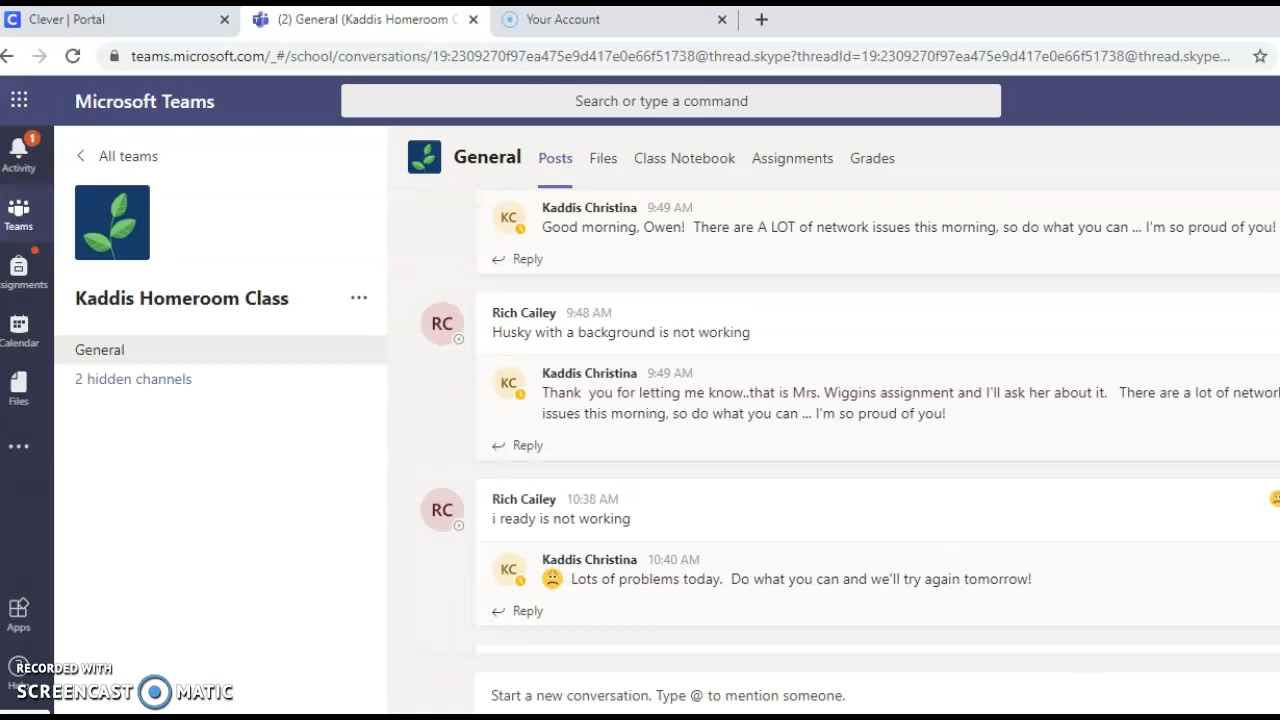 Clever | Portal
(2) General (Kaddis Homeroom C
Your Account
teams.microsoft.com/_#/school/conversations/19:2309270f97ea475e9d417e0e66f51738@thread.skype?threadId=19:2309270f97ea475e9d417e0e66f51738@thread.skype...
Microsoft Teams
Search or type a command
1
Activity
Teams
ssignments
Calendar
Files
Apps
Hel
All teams
Kaddis Homeroom Class
...
General
2 hidden channels
General
Posts
Files
Class Notebook
Assignments
Grades
KC
Kaddis Christina 9:49 AM
Good morning, Owen! There are A LOT of network issues this morning, so do what you can ... I'm so proud of you!
Reply
RC
Rich Cailey 9:48 AM
Husky with a background is not working
KC
Kaddis Christina 9:49 AM
Thank you for letting me know..that is Mrs. Wiggins assignment and I'll ask her about it. There are a lot of network
issues this morning, so do what you can ... I'm so proud of you!
Reply
RC
Rich Cailey 10:38 AM
i ready is not working
KC
Kaddis Christina 10:40 AM
Lots of problems today. Do what you can and we'll try again tomorrow!
Reply
Start a new conversation. Type @ to mention someone.
RECORDED WITH
SCREENCAST MATIC